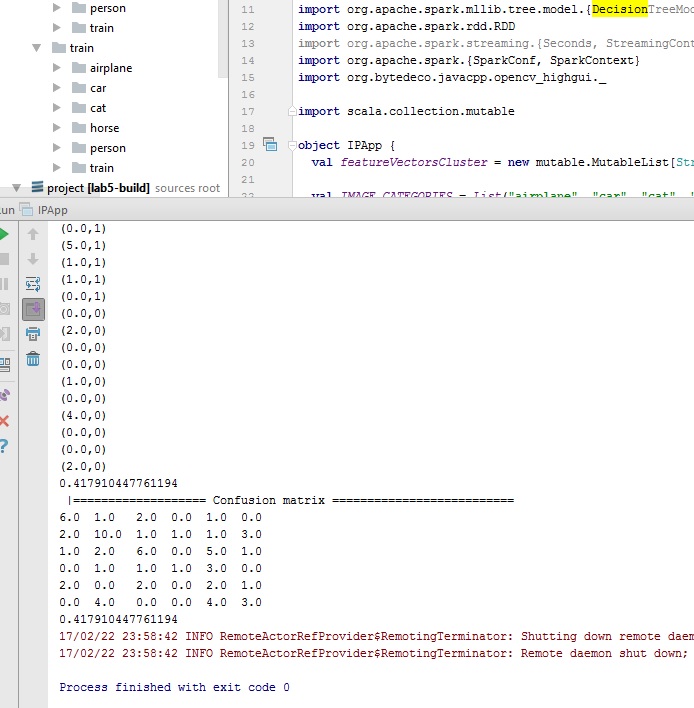 person
train
train
airplane
car
cat
horse
person
train
project [lab5-build] sources root
11 import org.apache.spark.mllib.tree.model.{DecisionTreeMod
12 import org.apache.spark.rdd.RDD
13 import org.apache.spark.streaming.{Seconds, StreamingCont
14 import org.apache.spark.{SparkConf, SparkContext}
15 import org.bytedeco.javacpp.opencv_highgui._
16
17 import scala.collection.mutable
18
19 object IPApp {
20 val featureVectorsCluster = new mutable.MutableList[Str
21
22 val IMAGE_CATEGORIES = List("airplane", "car", "cat", "
un IPApp
(0.0,1)
(5.0,1)
(1.0,1)
(1.0,1)
(0.0,1)
(0.0,0)
(2.0,0)
(0.0,0)
(0.0,0)
(1.0,0)
(0.0,0)
(4.0,0)
(0.0,0)
(0.0,0)
(2.0,0)
0.417910447761194
|=================== Confusion matrix ==========================
6.0 1.0 2.0 0.0 1.0 0.0
2.0 10.0 1.0 1.0 1.0 3.0
1.0 2.0 6.0 0.0 5.0 1.0
0.0 1.0 1.0 1.0 3.0 0.0
2.0 0.0 2.0 0.0 2.0 1.0
0.0 4.0 0.0 0.0 4.0 3.0
0.417910447761194
17/02/22 23:58:42 INFO RemoteActorRefProvider$RemotingTerminator: Shutting down remote daem
17/02/22 23:58:42 INFO RemoteActorRefProvider$RemotingTerminator: Remote daemon shut down;
Process finished with exit code 0